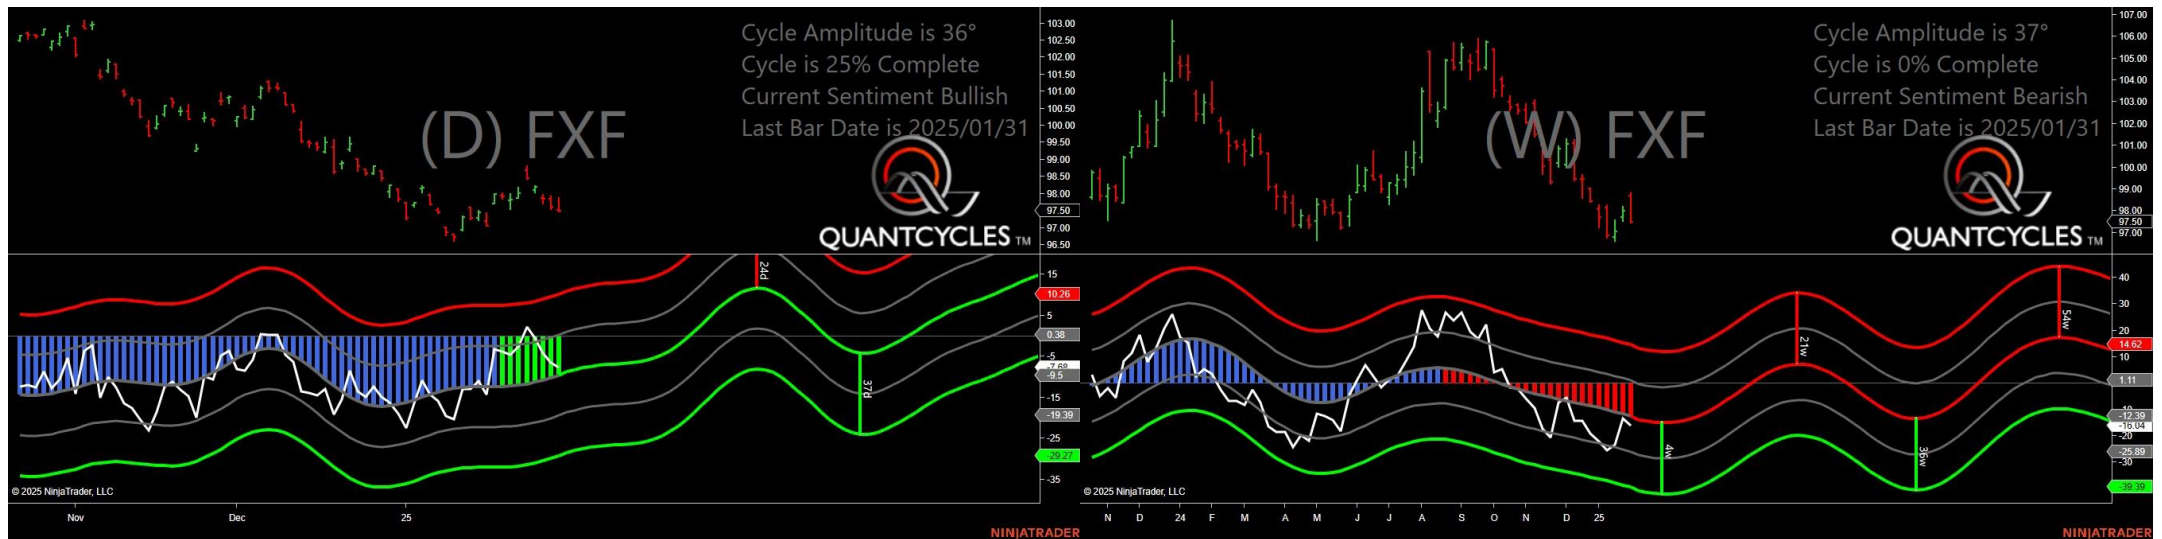 Cycle Amplitude is 36°
Cycle is 25% Complete
Current Sentiment Bullish
Last Bar Date is 2025/01/31
(D) FXF
QUANTCYCLES TM
103.00
102.50
102.00
101.50
101.00
100.50
100.00
99.50
99.00
98.50
98.00
97.50
97.00
96.50
24d
37d
15
10.26
5
0.38
-5
-7.68
-9.5
-15
-19.39
-25
-29.27
-35
© 2025 NinjaTrader, LLC
Nov
Dec
25
NINJATRADER
Cycle Amplitude is 37°
Cycle is 0% Complete
Current Sentiment Bearish
Last Bar Date is 2025/01/31
(W) FXF
QUANTCYCLES TM
107.00
106.00
105.00
104.00
103.00
102.00
101.00
100.00
99.00
98.00
97.50
97.00
4w
21w
36w
54w
40
30
20
14.62
10
1.11
-12.39
-16.04
-20
-25.89
-30
-39.39
© 2025 NinjaTrader, LLC
N D 24 F M A M J J A S O N D 25
NINJATRADER